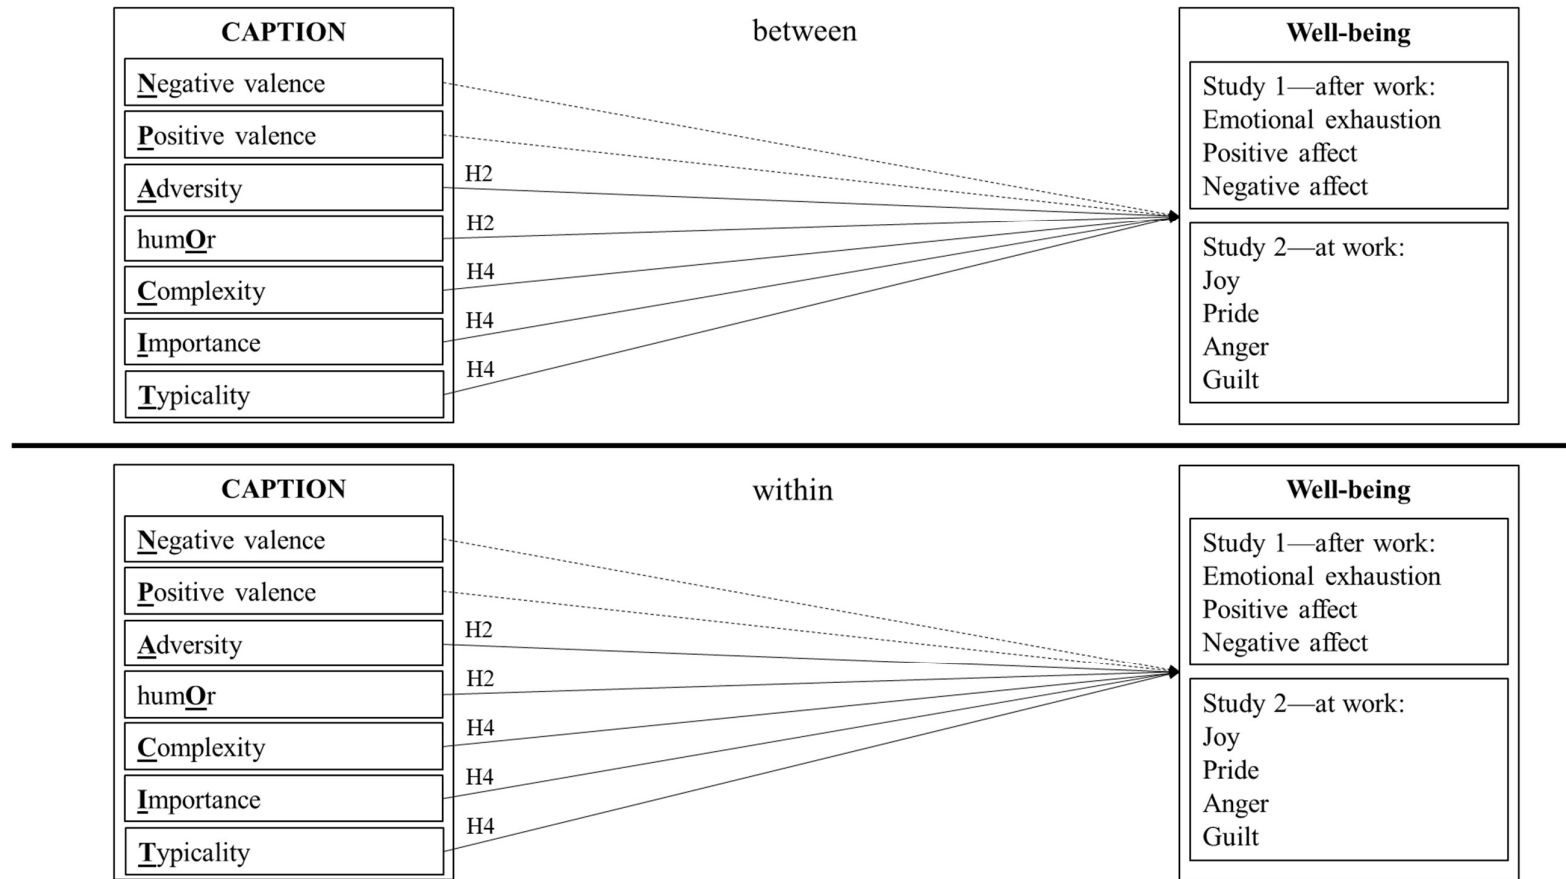 CAPTION
Negative valence
Positive valence
Adversity
humOr
Complexity
Importance
Typicality
between
H2
H2
H4
H4
H4
Well-being
Study 1—after work:
Emotional exhaustion
Positive affect
Negative affect
Study 2—at work:
Joy
Pride
Anger
Guilt
CAPTION
Negative valence
Positive valence
Adversity
humOr
Complexity
Importance
Typicality
within
H2
H2
H4
H4
H4
Well-being
Study 1—after work:
Emotional exhaustion
Positive affect
Negative affect
Study 2—at work:
Joy
Pride
Anger
Guilt